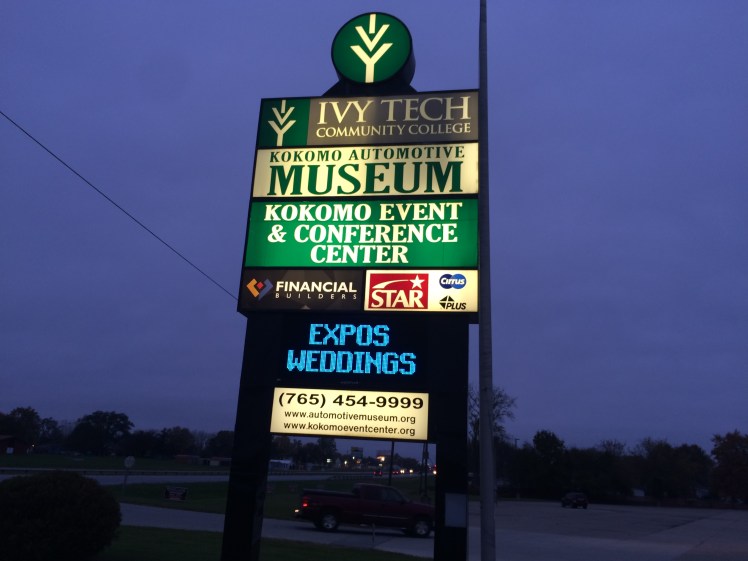 IVY TECH
COMMUNITY COLLEGE
KOKOMO AUTOMOTIVE
MUSEUM
KOKOMO EVENT
& CONFERENCE
CENTER
FINANCIAL
BUILDERS
STAR
Cirrus
PLUS
EXPOS
WEDDINGS
(765) 454-9999
www.automotivemuseum.org
www.kokomoeventcenter.org